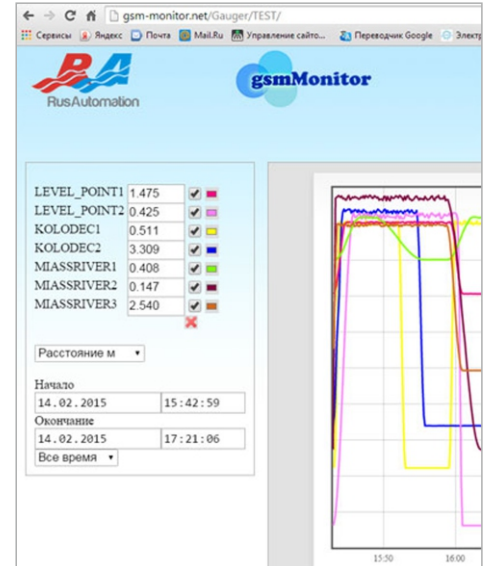 gsm-monitor.net/Gauger/TEST/
Сервисы Яндекс Почта Mail.Ru Управление сайто... Переводчик Google Электр
RusAutomation
gsmMonitor
LEVEL_POINT1 1.475
LEVEL_POINT2 0.425
KOLODEC1 0.511
KOLODEC2 3.309
MIASSRIVER1 0.408
MIASSRIVER2 0.147
MIASSRIVER3 2.540
Расстояние м
Начало
14.02.2015 15:42:59
Окончание
14.02.2015 17:21:06
Все время
15:50 16:00